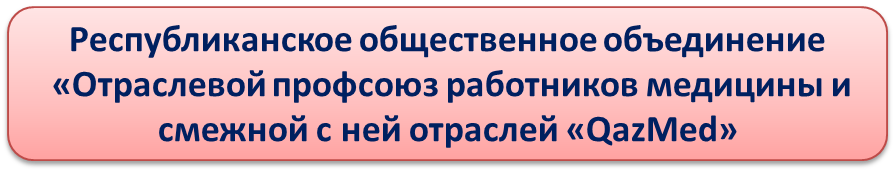 Республиканское общественное объединение
«Отраслевой профсоюз работников медицины и
смежной с ней отраслей «QazMed»